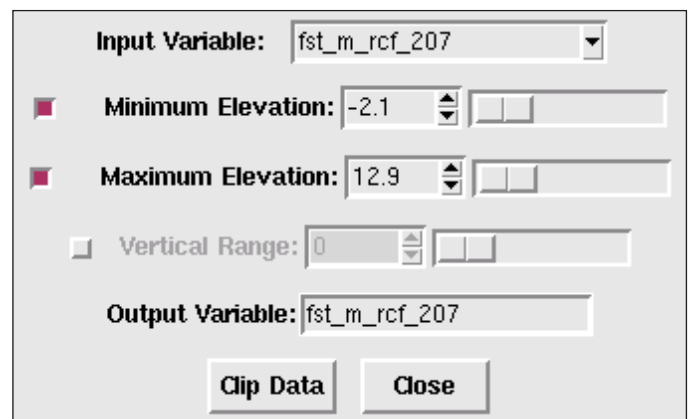 Input Variable: fst_m_rcf_207
Minimum Elevation: -2.1
Maximum Elevation: 12.9
Vertical Range: 0
Output Variable: fst_m_rcf_207
Clip Data Close